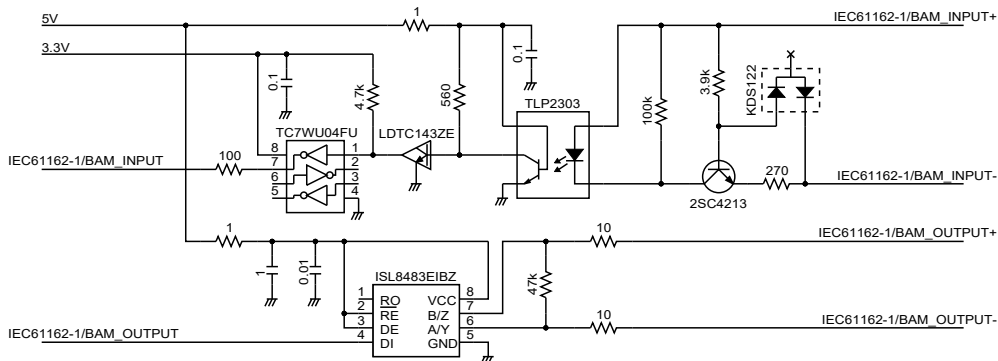 5V
1
IEC61162-1/BAM_INPUT+
3.3V
0.1
4.7k
560
0.1
TLP2303
100k
3.9k
KDS122
TC7WU04FU
LDTC143ZE
IEC61162-1/BAM_INPUT
100
8
7
6
5
1
2
3
4
270
IEC61162-1/BAM_INPUT-
2SC4213
1
10
IEC61162-1/BAM_OUTPUT+
1
0.01
ISL8483EIBZ
47k
1 RO VCC 8
2 RE B/Z 7
3 DE A/Y 6
4 DI GND 5
10
IEC61162-1/BAM_OUTPUT-
IEC61162-1/BAM_OUTPUT